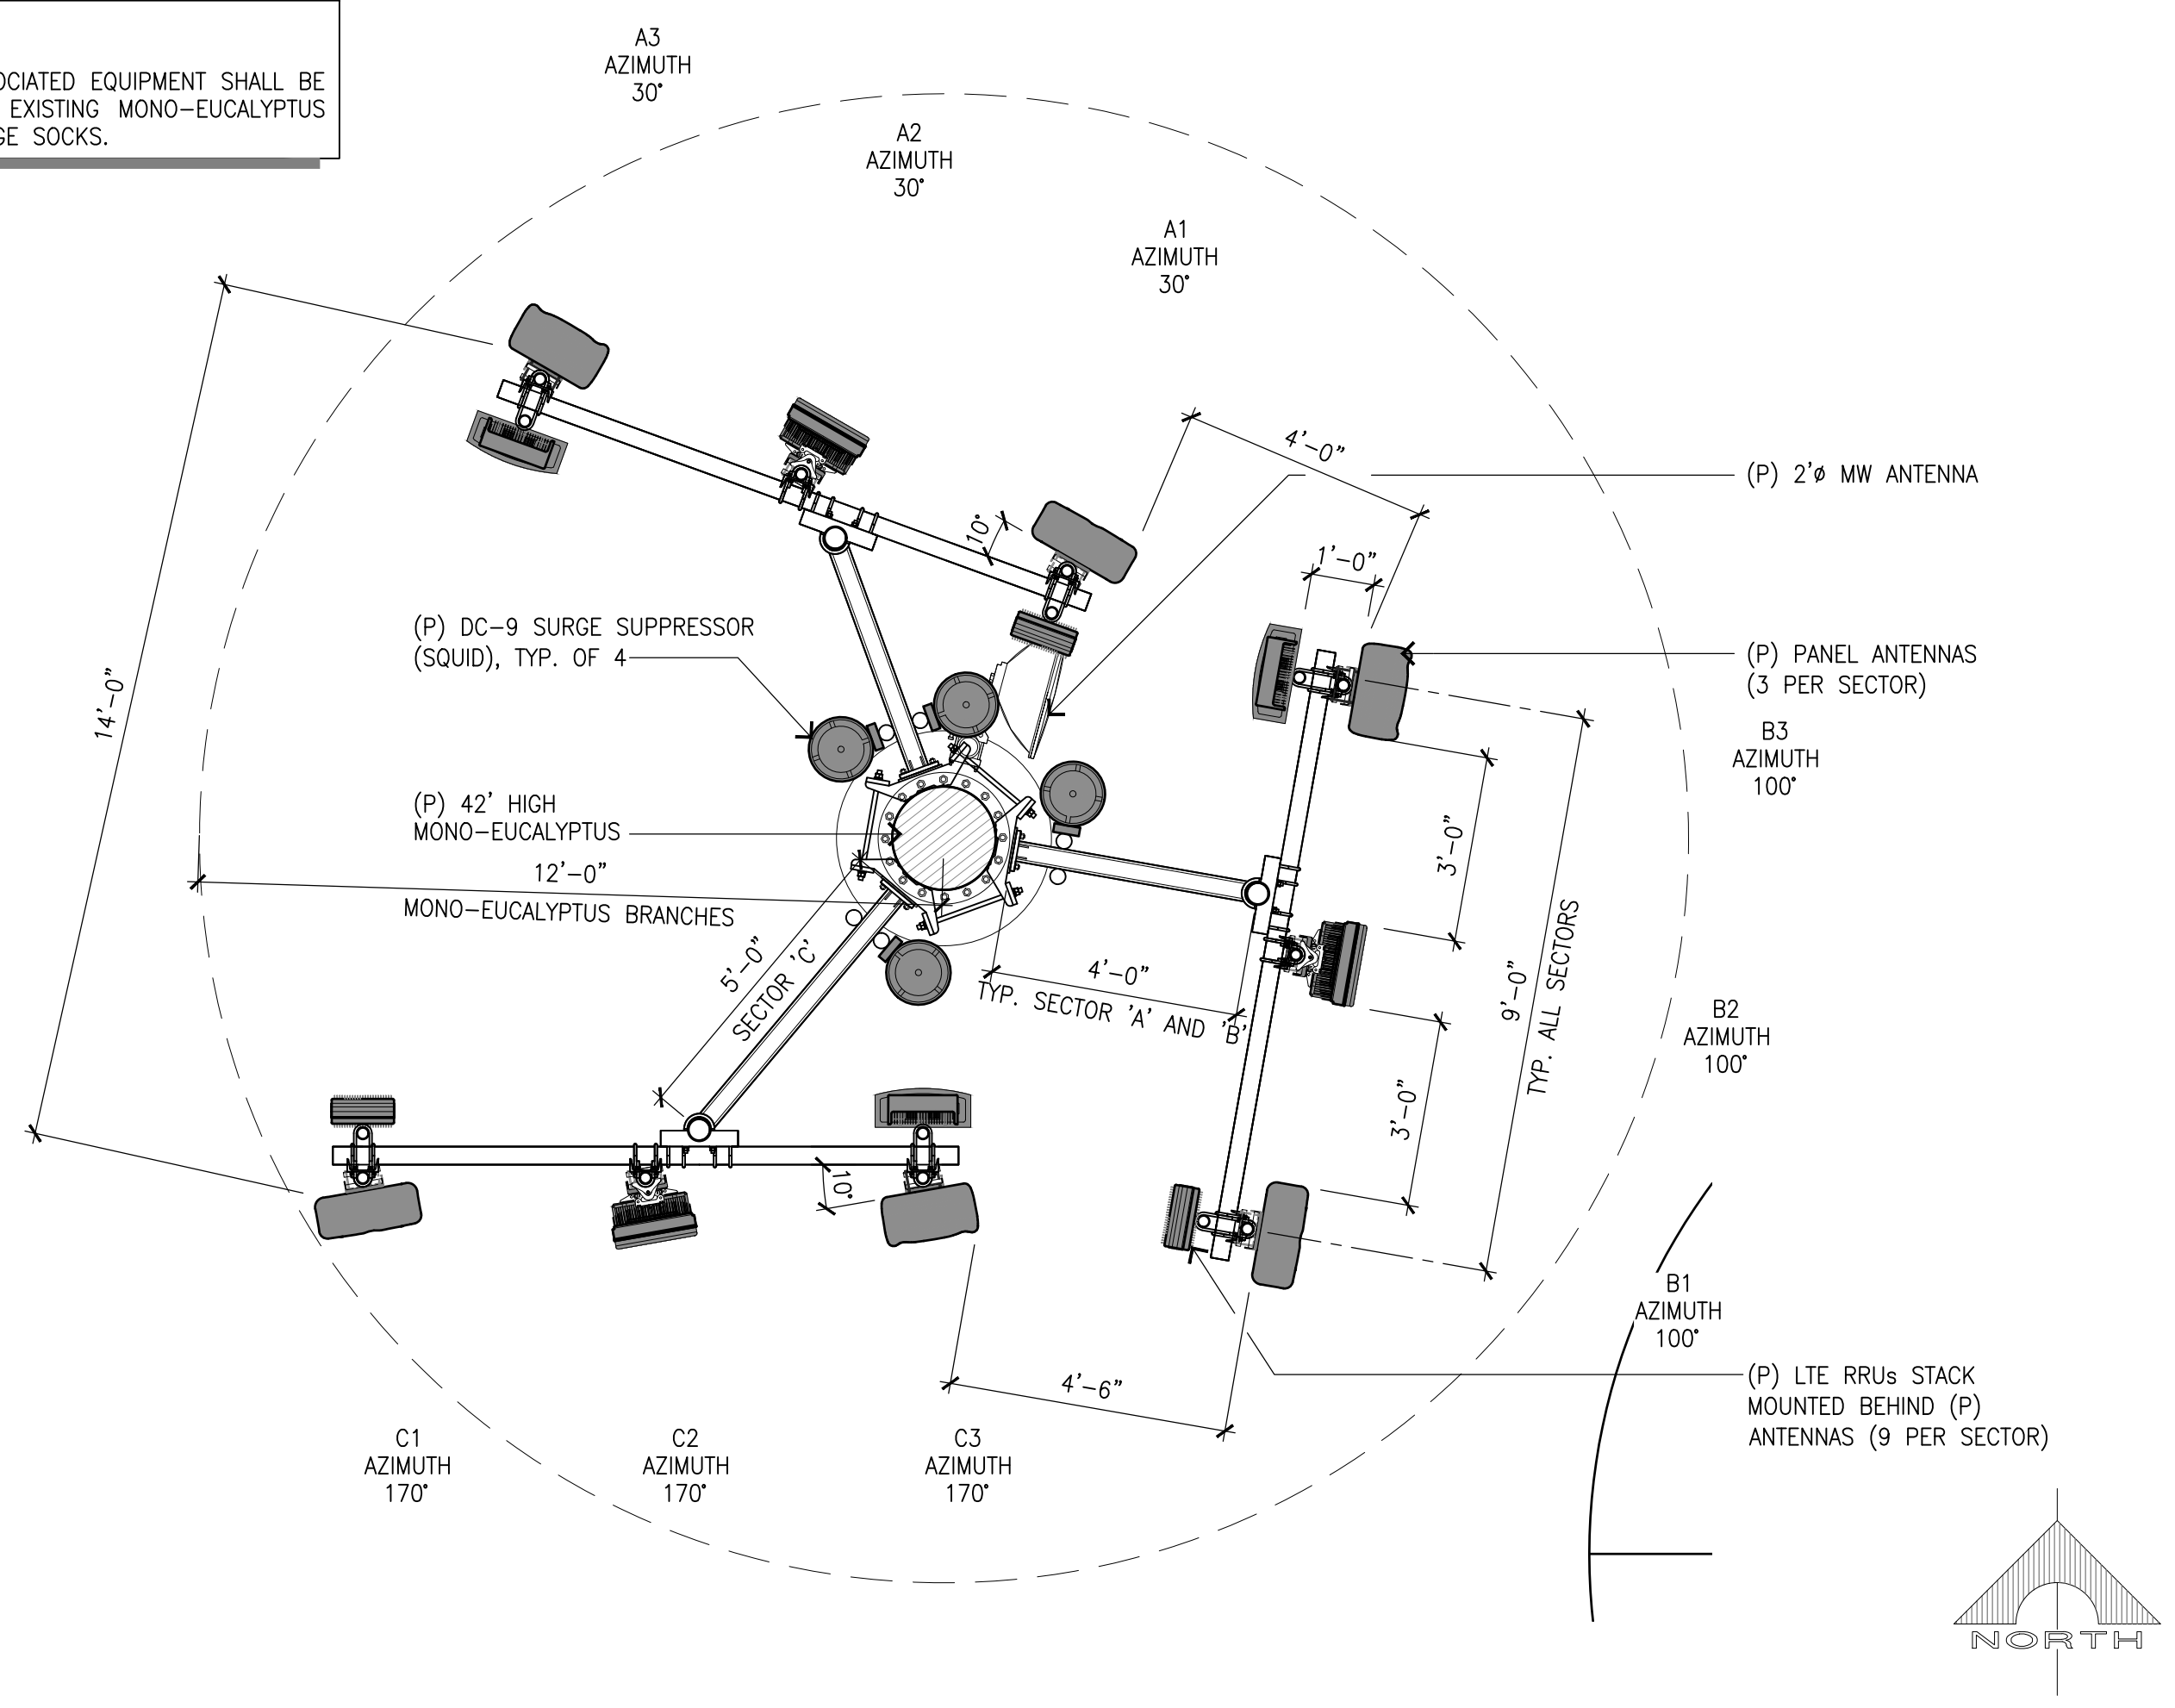 OCIATED EQUIPMENT SHALL BE
EXISTING MONO-EUCALYPTUS
GE SOCKS.
A3
AZIMUTH
30°
A2
AZIMUTH
30°
A1
AZIMUTH
30°
4'-0"
(P) 2'ø MW ANTENNA
10°
1'-0"
(P) DC-9 SURGE SUPPRESSOR
(SQUID), TYP. OF 4
(P) PANEL ANTENNAS
(3 PER SECTOR)
14'-0"
B3
AZIMUTH
100°
(P) 42' HIGH
MONO-EUCALYPTUS
3'-0"
12'-0"
MONO-EUCALYPTUS BRANCHES
5'-0"
SECTOR 'C'
4'-0"
TYP. SECTOR 'A' AND 'B'
9'-0"
TYP. ALL SECTORS
B2
AZIMUTH
100°
3'-0"
10°
B1
AZIMUTH
100°
4'-6"
(P) LTE RRUs STACK
MOUNTED BEHIND (P)
ANTENNAS (9 PER SECTOR)
C1
AZIMUTH
170°
C2
AZIMUTH
170°
C3
AZIMUTH
170°
NORTH